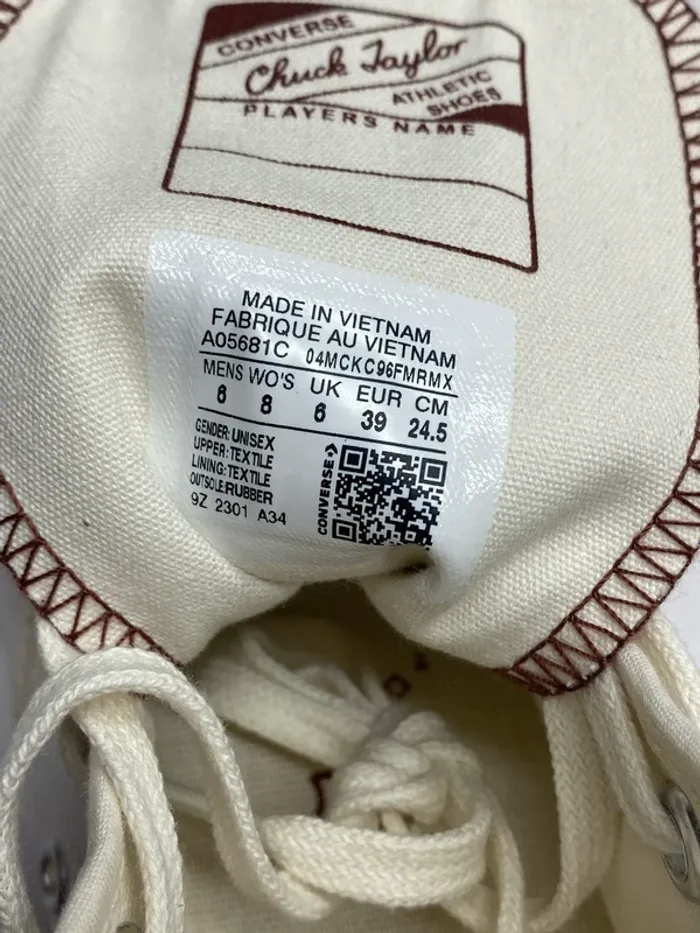 CONVERSE
Chuck Taylor
ATHLETIC
SHOES
PLAYERS NAME
MADE IN VIETNAM
FABRIQUE AU VIETNAM
A05681C 04MCKC96FMRMX
MENS WO'S UK EUR CM
6 8 6 39 24.5
GENDER: UNISEX
UPPER: TEXTILE
LINING: TEXTILE
OUTSOLE: RUBBER
9Z 2301 A34
CONVERSE